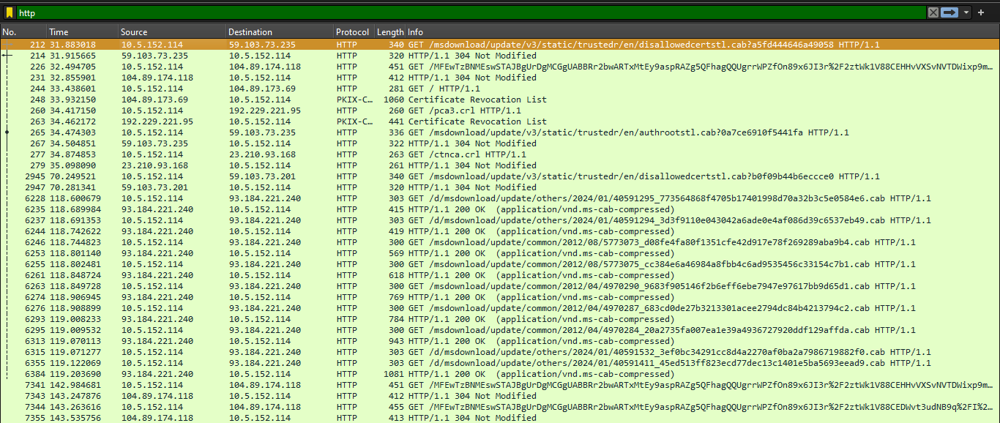 http
No. Time Source Destination Protocol Length Info
212 31.883018 10.5.152.114 59.103.73.235 HTTP 340 GET /msdownload/update/v3/static/trustedr/en/disallowedcertstl.cab?a5fd444646a49058 HTTP/1.1
214 31.915665 59.103.73.235 10.5.152.114 HTTP 320 HTTP/1.1 304 Not Modified
226 32.494705 10.5.152.114 104.89.174.118 HTTP 451 GET /MFEwTzBNMEswSTAJBgUrDgMCGgUABBRr2bwARTxMtEy9aspRAZg5QFhagQQUgrrWPZfOn89x6JI3r%2F2ztWk1V88CEHHvVXSvNVTDWixp9m…
231 32.855901 104.89.174.118 10.5.152.114 HTTP 412 HTTP/1.1 304 Not Modified
244 33.438601 10.5.152.114 104.89.173.69 HTTP 281 GET / HTTP/1.1
248 33.932150 104.89.173.69 10.5.152.114 PKIX-C… 1060 Certificate Revocation List
260 34.417150 10.5.152.114 192.229.221.95 HTTP 260 GET /pca3.crl HTTP/1.1
263 34.462172 192.229.221.95 10.5.152.114 PKIX-C… 441 Certificate Revocation List
265 34.474303 10.5.152.114 59.103.73.235 HTTP 336 GET /msdownload/update/v3/static/trustedr/en/authrootstl.cab?0a7ce6910f5441fa HTTP/1.1
267 34.504851 59.103.73.235 10.5.152.114 HTTP 322 HTTP/1.1 304 Not Modified
277 34.874853 10.5.152.114 23.210.93.168 HTTP 263 GET /ctnca.crl HTTP/1.1
279 35.098090 23.210.93.168 10.5.152.114 HTTP 261 HTTP/1.1 304 Not Modified
2945 70.249521 10.5.152.114 59.103.73.201 HTTP 340 GET /msdownload/update/v3/static/trustedr/en/disallowedcertstl.cab?b0f09b44b6eccce0 HTTP/1.1
2947 70.281341 59.103.73.201 10.5.152.114 HTTP 320 HTTP/1.1 304 Not Modified
6228 118.600679 10.5.152.114 93.184.221.240 HTTP 303 GET /d/msdownload/update/others/2024/01/40591295_773564868f4705b17401998d70a32b3c5e0584e6.cab HTTP/1.1
6235 118.689984 93.184.221.240 10.5.152.114 HTTP 415 HTTP/1.1 200 OK (application/vnd.ms-cab-compressed)
6237 118.691353 10.5.152.114 93.184.221.240 HTTP 303 GET /d/msdownload/update/others/2024/01/40591294_3d3f9110e043042a6ade0e4af086d39c6537eb49.cab HTTP/1.1
6244 118.742622 93.184.221.240 10.5.152.114 HTTP 419 HTTP/1.1 200 OK (application/vnd.ms-cab-compressed)
6246 118.744823 10.5.152.114 93.184.221.240 HTTP 300 GET /msdownload/update/common/2012/08/5773073_d08fe4fa80f1351cfe42d917e78f269289aba9b4.cab HTTP/1.1
6253 118.801140 93.184.221.240 10.5.152.114 HTTP 569 HTTP/1.1 200 OK (application/vnd.ms-cab-compressed)
6255 118.802481 10.5.152.114 93.184.221.240 HTTP 300 GET /msdownload/update/common/2012/08/5773075_cc384e6a46984a8fbb4c6ad9535456c33154c7b1.cab HTTP/1.1
6261 118.848724 93.184.221.240 10.5.152.114 HTTP 618 HTTP/1.1 200 OK (application/vnd.ms-cab-compressed)
6263 118.849728 10.5.152.114 93.184.221.240 HTTP 300 GET /msdownload/update/common/2012/04/4970290_9683f905146f2b6eff6ebe7947e97617bb9d65d1.cab HTTP/1.1
6274 118.906945 93.184.221.240 10.5.152.114 HTTP 769 HTTP/1.1 200 OK (application/vnd.ms-cab-compressed)
6276 118.908899 10.5.152.114 93.184.221.240 HTTP 300 GET /msdownload/update/common/2012/04/4970287_683cd0de27b3213301acee2794dc84b4213794c2.cab HTTP/1.1
6293 119.008233 93.184.221.240 10.5.152.114 HTTP 784 HTTP/1.1 200 OK (application/vnd.ms-cab-compressed)
6295 119.009532 10.5.152.114 93.184.221.240 HTTP 300 GET /msdownload/update/common/2012/04/4970284_20a2735fa007ea1e39a4936727920ddf129affda.cab HTTP/1.1
6313 119.070113 93.184.221.240 10.5.152.114 HTTP 943 HTTP/1.1 200 OK (application/vnd.ms-cab-compressed)
6315 119.071277 10.5.152.114 93.184.221.240 HTTP 303 GET /d/msdownload/update/others/2024/01/40591532_3ef0bc34291cc8d4a2270af0ba2a7986719882f0.cab HTTP/1.1
6355 119.122069 10.5.152.114 93.184.221.240 HTTP 303 GET /d/msdownload/update/others/2024/01/40591411_45ed513ff823ecd77dec13c1401e5ba5693eead9.cab HTTP/1.1
6384 119.203690 93.184.221.240 10.5.152.114 HTTP 1081 HTTP/1.1 200 OK (application/vnd.ms-cab-compressed)
7341 142.984681 10.5.152.114 104.89.174.118 HTTP 451 GET /MFEwTzBNMEswSTAJBgUrDgMCGgUABBRr2bwARTxMtEy9aspRAZg5QFhagQQUgrrWPZfOn89x6JI3r%2F2ztWk1V88CEHHvVXSvNVTDWixp9m…
7343 143.247876 104.89.174.118 10.5.152.114 HTTP 412 HTTP/1.1 304 Not Modified
7344 143.263616 10.5.152.114 104.89.174.118 HTTP 455 GET /MFEwTzBNMEswSTAJBgUrDgMCGgUABBRr2bwARTxMtEy9aspRAZg5QFhagQQUgrrWPZfOn89x6JI3r%2F2ztWk1V88CEDWvt3udNB9q%2FI%2…
7355 143.535756 104.89.174.118 10.5.152.114 HTTP 413 HTTP/1.1 304 Not Modified